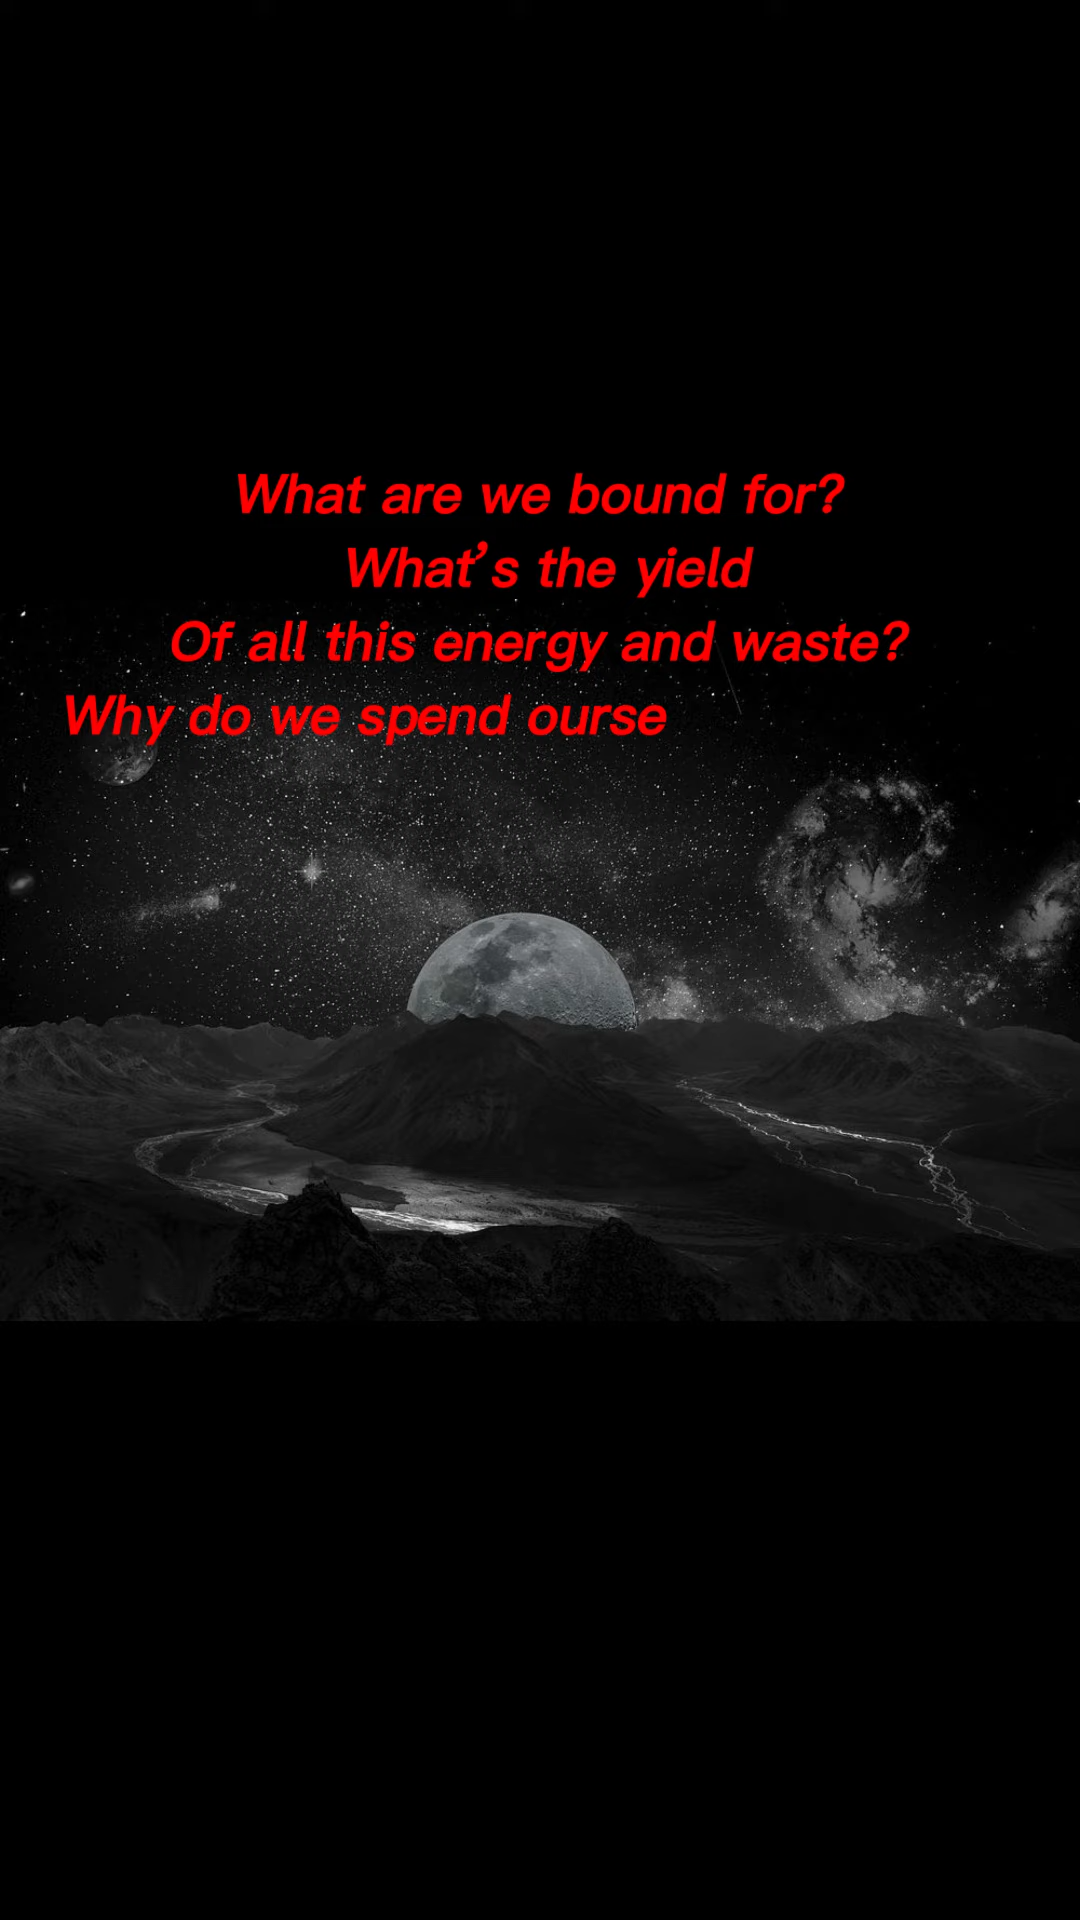 What are we bound for?
What’s the yield
Of all this energy and waste?
Why do we spend ourse